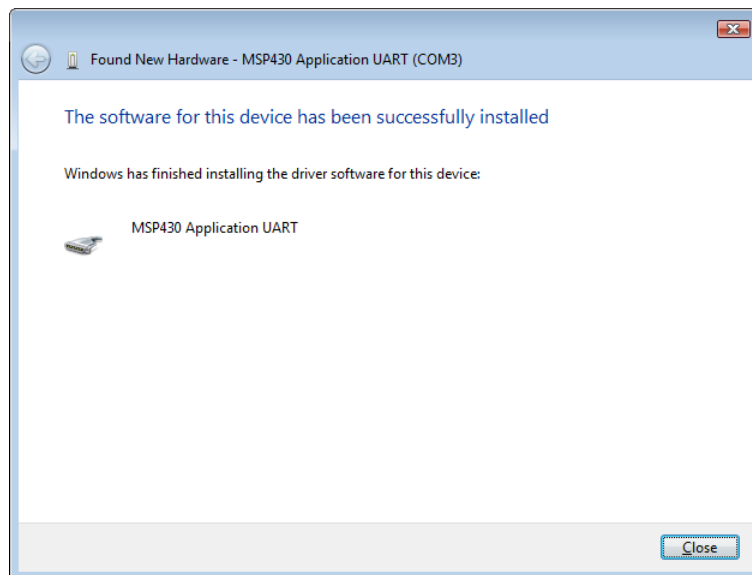 Found New Hardware - MSP430 Application UART (COM3)
The software for this device has been successfully installed
Windows has finished installing the driver software for this device:
MSP430 Application UART
Close